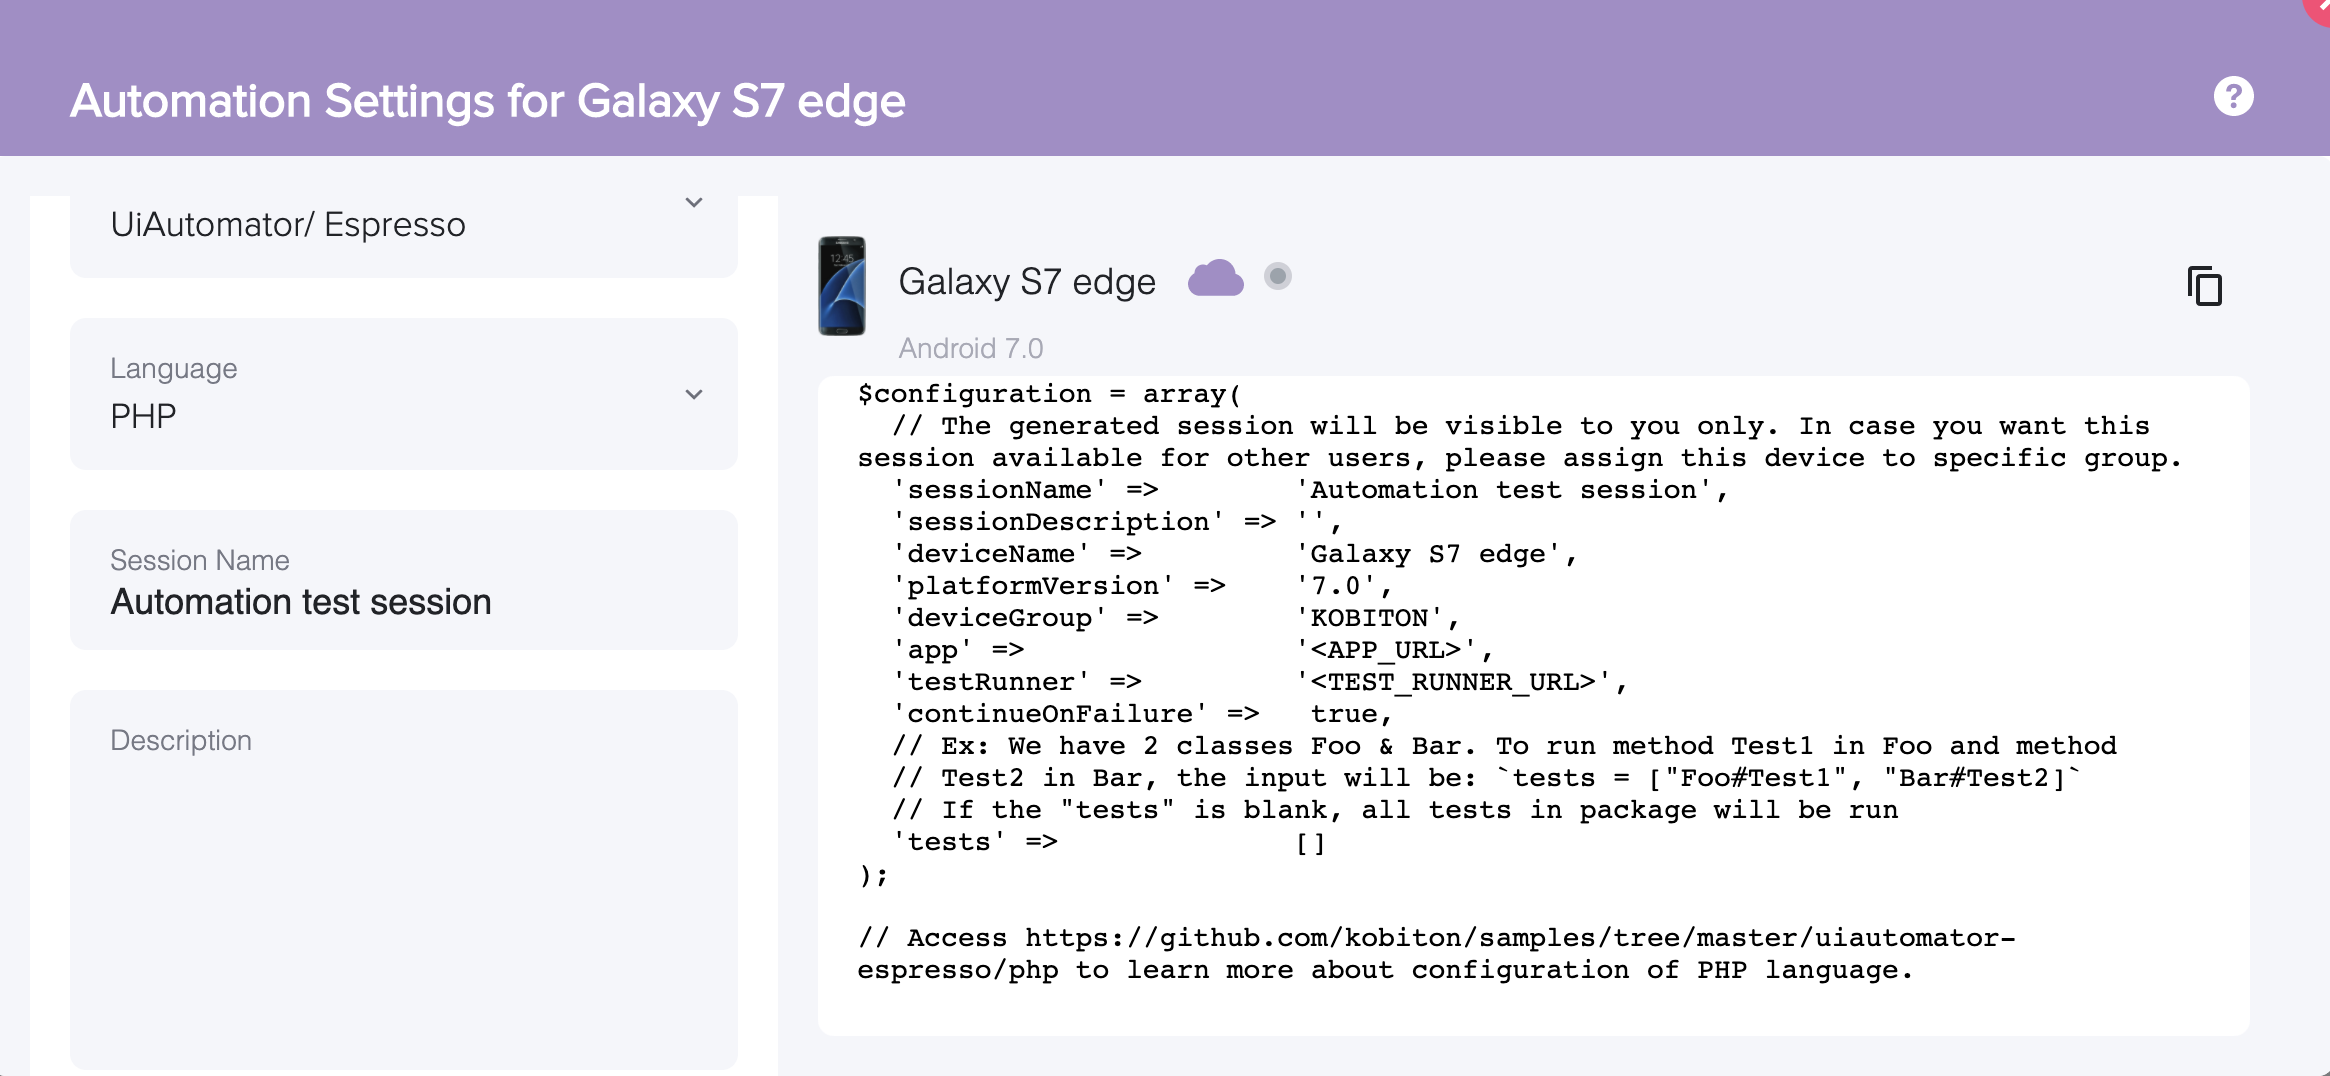 Automation Settings for Galaxy S7 edge
?
UiAutomator/ Espresso
Language
PHP
Session Name
Automation test session
Description
12:45
Galaxy S7 edge
Android 7.0
$configuration = array(
  // The generated session will be visible to you only. In case you want this
session available for other users, please assign this device to specific group.
  'sessionName' =>        'Automation test session',
  'sessionDescription' => '',
  'deviceName' =>         'Galaxy S7 edge',
  'platformVersion' =>    '7.0',
  'deviceGroup' =>        'KOBITON',
  'app' =>                '<APP_URL>',
  'testRunner' =>         '<TEST_RUNNER_URL>',
  'continueOnFailure' =>   true,
  // Ex: We have 2 classes Foo & Bar. To run method Test1 in Foo and method
  // Test2 in Bar, the input will be: `tests = ["Foo#Test1", "Bar#Test2]`
  // If the "tests" is blank, all tests in package will be run
  'tests' =>              []
);
// Access https://github.com/kobiton/samples/tree/master/uiautomator-
espresso/php to learn more about configuration of PHP language.